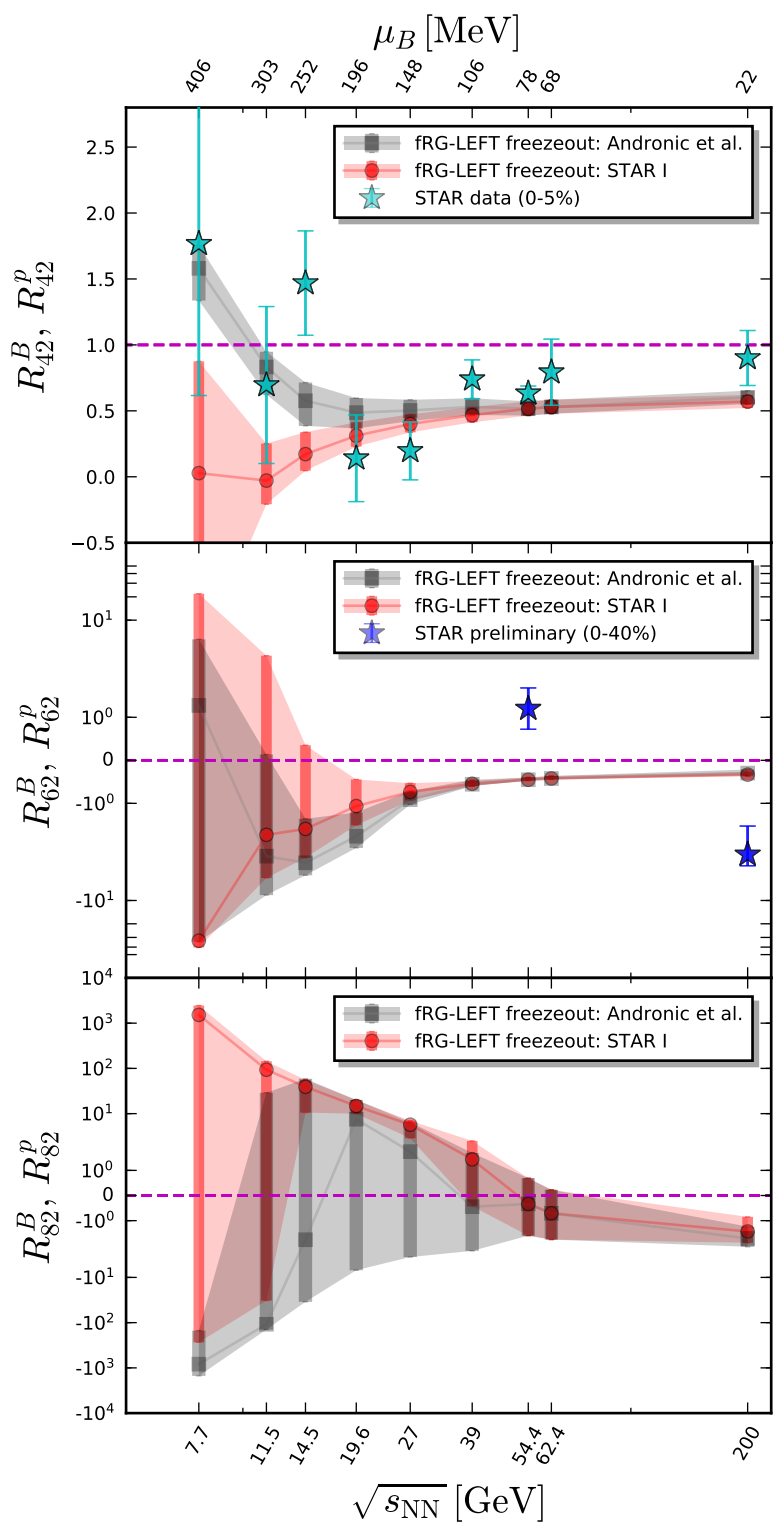 μ_B [MeV]
406 303 252 196 148 106 78 68 22
R^B_42, R^p_42
2.5
2.0
1.5
1.0
0.5
0.0
−0.5
fRG-LEFT freezeout: Andronic et al.
fRG-LEFT freezeout: STAR I
STAR data (0-5%)
R^B_62, R^p_62
10^1
10^0
0
-10^0
-10^1
fRG-LEFT freezeout: Andronic et al.
fRG-LEFT freezeout: STAR I
STAR preliminary (0-40%)
R^B_82, R^p_82
10^4
10^3
10^2
10^1
10^0
0
-10^0
-10^1
-10^2
-10^3
-10^4
fRG-LEFT freezeout: Andronic et al.
fRG-LEFT freezeout: STAR I
7.7 11.5 14.5 19.6 27 39 54.4 62.4 200
√s_NN [GeV]